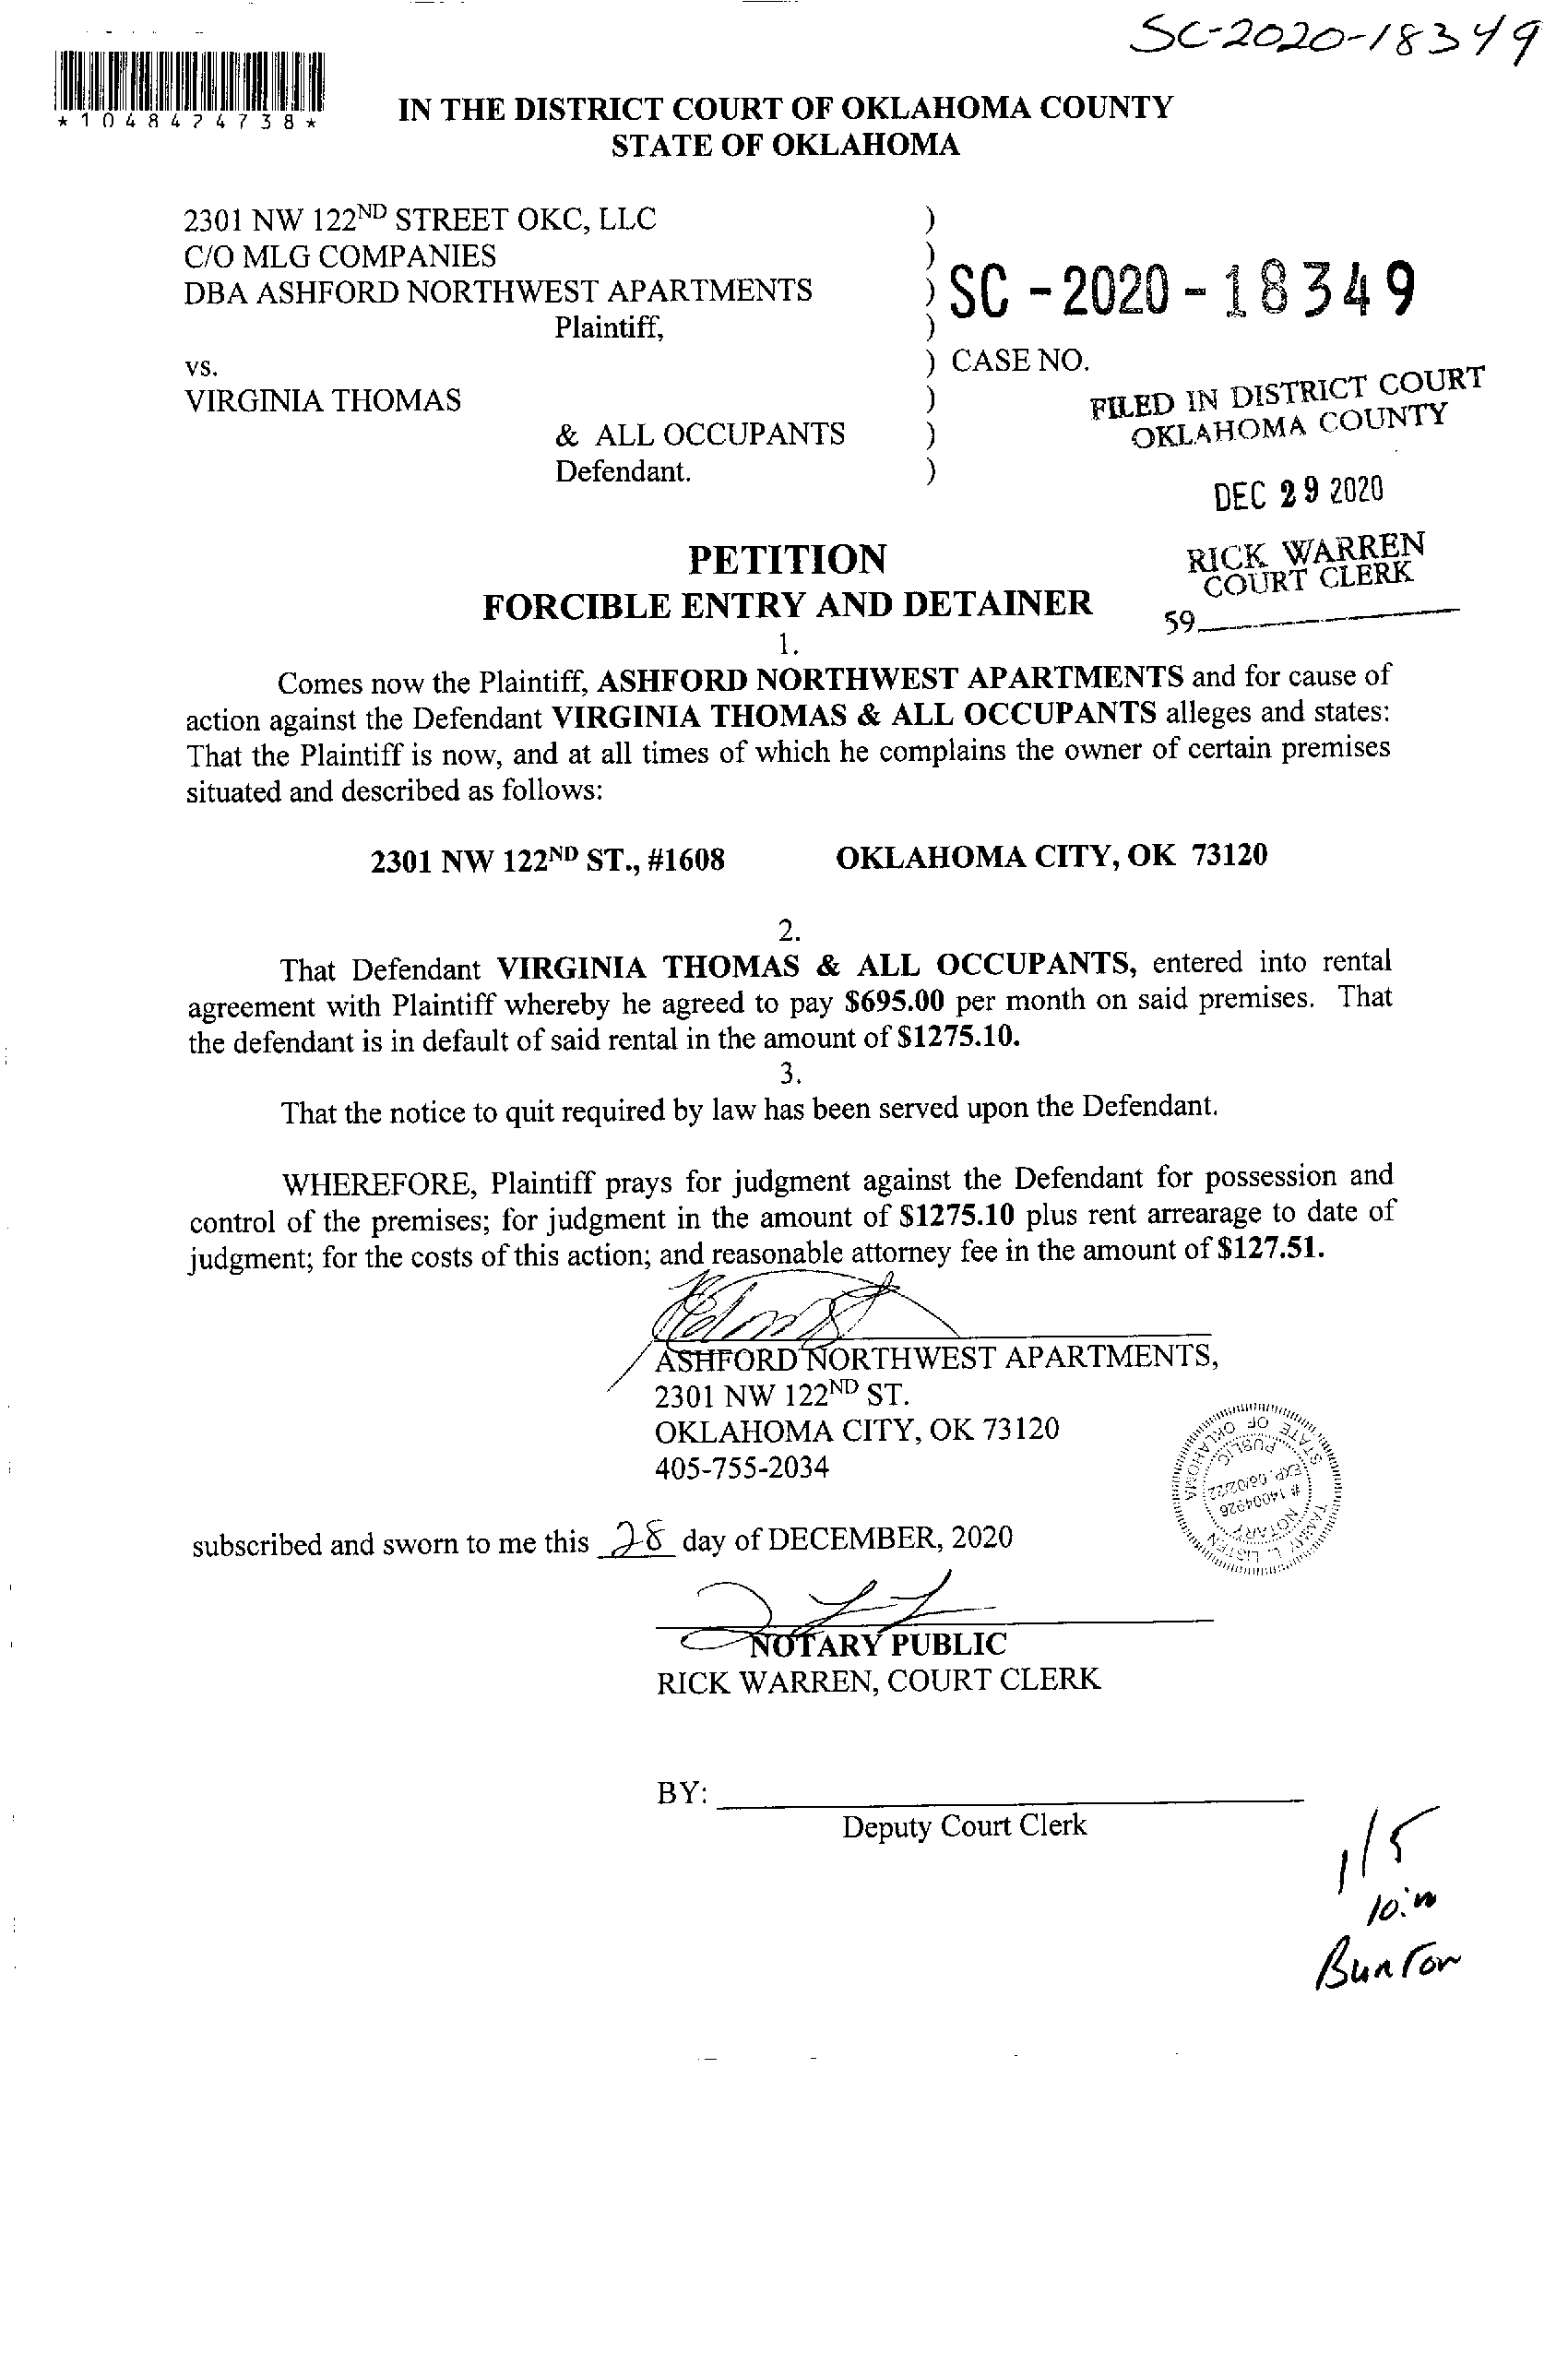 SC-2020-18349
*1048474738*
IN THE DISTRICT COURT OF OKLAHOMA COUNTY
STATE OF OKLAHOMA
2301 NW 122ND STREET OKC, LLC )
C/O MLG COMPANIES )
DBA ASHFORD NORTHWEST APARTMENTS ) SC-2020-18349
Plaintiff, )
vs. ) CASE NO.
VIRGINIA THOMAS )
& ALL OCCUPANTS )
Defendant. )
FILED IN DISTRICT COURT
OKLAHOMA COUNTY
DEC 29 2020
RICK WARREN
COURT CLERK
59
PETITION
FORCIBLE ENTRY AND DETAINER
1.
Comes now the Plaintiff, ASHFORD NORTHWEST APARTMENTS and for cause of
action against the Defendant VIRGINIA THOMAS & ALL OCCUPANTS alleges and states:
That the Plaintiff is now, and at all times of which he complains the owner of certain premises
situated and described as follows:
2301 NW 122ND ST., #1608 OKLAHOMA CITY, OK 73120
2.
That Defendant VIRGINIA THOMAS & ALL OCCUPANTS, entered into rental
agreement with Plaintiff whereby he agreed to pay $695.00 per month on said premises. That
the defendant is in default of said rental in the amount of $1275.10.
3.
That the notice to quit required by law has been served upon the Defendant.
WHEREFORE, Plaintiff prays for judgment against the Defendant for possession and
control of the premises; for judgment in the amount of $1275.10 plus rent arrearage to date of
judgment; for the costs of this action; and reasonable attorney fee in the amount of $127.51.
ASHFORD NORTHWEST APARTMENTS,
2301 NW 122ND ST.
OKLAHOMA CITY, OK 73120
405-755-2034
NOTARY
# 14004926
EXP. 06/02/22
PUBLIC
STATE OF OKLAHOMA
subscribed and sworn to me this 28 day of DECEMBER, 2020
NOTARY PUBLIC
RICK WARREN, COURT CLERK
BY:
Deputy Court Clerk
1/5